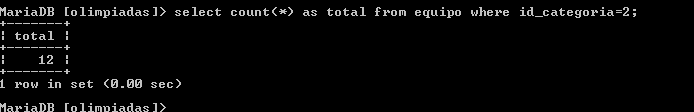 MariaDB [olimpiadas]> select count(*) as total from equipo where id_categoria=2;
+-------+
¦ total ¦
+-------+
¦    12 ¦
+-------+
1 row in set (0.00 sec)
MariaDB [olimpiadas]>